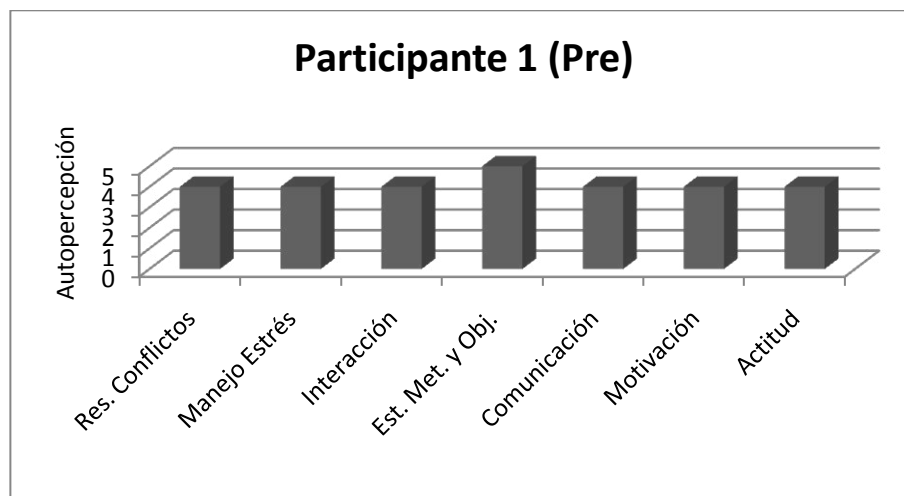 Participante 1 (Pre)
Autopercepción
5
4
3
2
1
0
Res. Conflictos
Manejo Estrés
Interacción
Est. Met. y Obj.
Comunicación
Motivación
Actitud